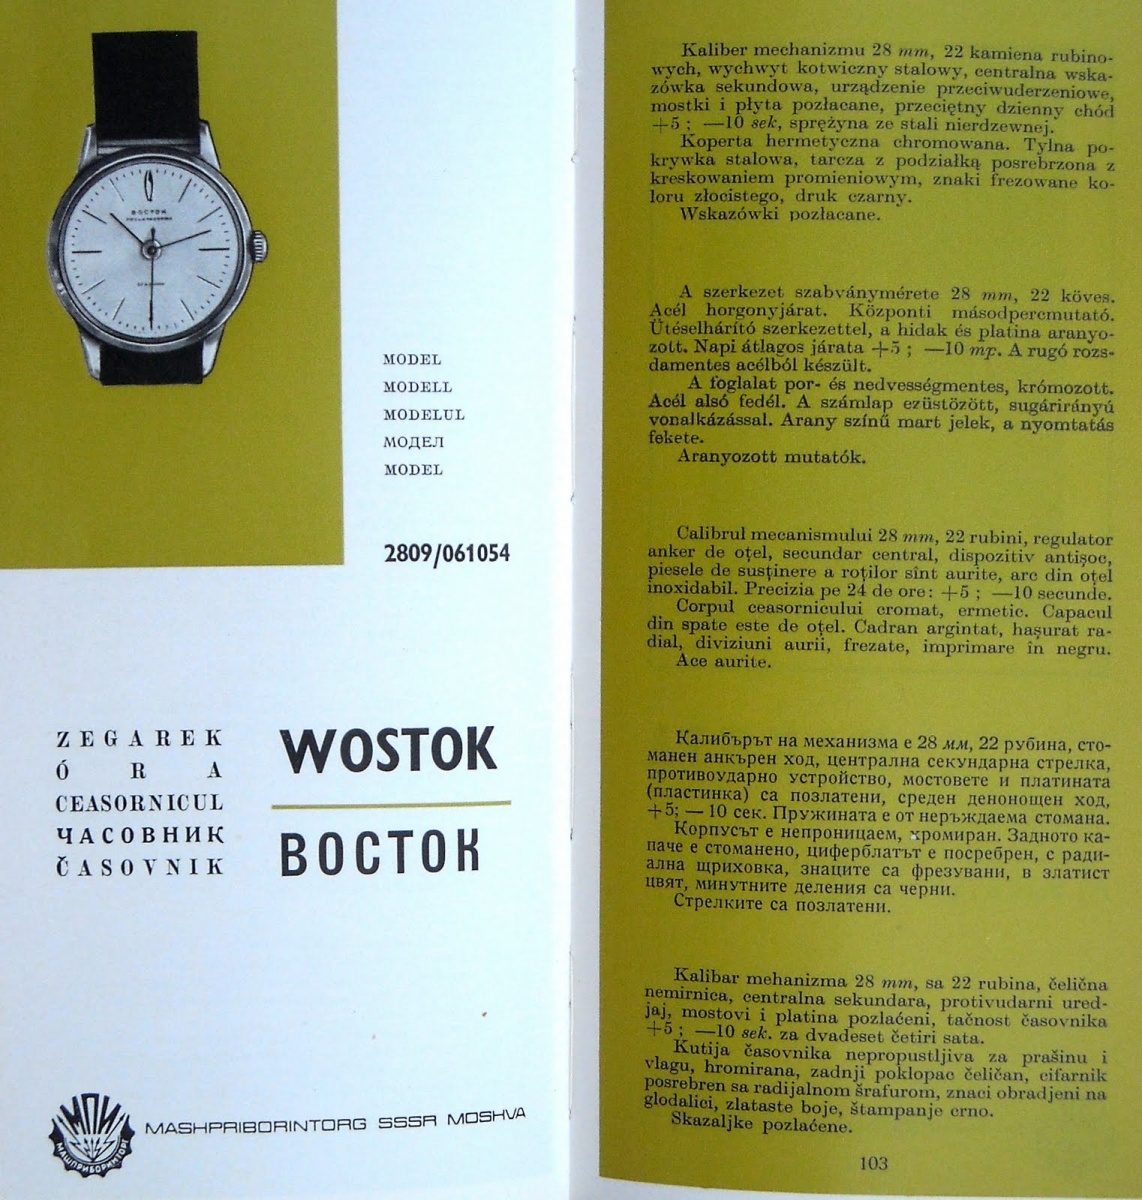 ВОСТОК
MODEL
MODELL
MODELUL
МОДЕЛ
MODEL
2809/061054
ZEGAREK
ÓRA
CEASORNICUL
ЧАСОВНИК
ČASOVNIK
WOSTOK
ВОСТОК
МПИ
МАШПРИБОРИНТОРГ
MASHPRIBORINTORG SSSR MOSHVA
Kaliber mechanizmu 28 mm, 22 kamiena rubino-
wych, wychwyt kotwiczny stalowy, centralna wska-
zówka sekundowa, urządzenie przeciwuderzeniowe,
mostki i płyta pozłacane, przeciętny dzienny chód
+5 ; —10 sek, sprężyna ze stali nierdzewnej.
Koperta hermetyczna chromowana. Tylna po-
krywka stalowa, tarcza z podziałką posrebrzona z
kreskowaniem promieniowym, znaki frezowane ko-
loru złocistego, druk czarny.
Wskazówki pozłacane.
A szerkezet szabványmérete 28 mm, 22 köves.
Acél horgonyjárat. Központi másodpercmutató.
Ütéselhárító szerkezettel, a hidak és platina aranyo-
zott. Napi átlagos járata +5 ; —10 mp. A rugó rozs-
damentes acélból készült.
A foglalat por- és nedvességmentes, krómozott.
Acél alsó fedél. A számlap ezüstözött, sugárirányú
vonalkázással. Arany színű mart jelek, a nyomtatás
fekete.
Aranyozott mutatók.
Calibrul mecanismului 28 mm, 22 rubini, regulator
anker de oțel, secundar central, dispozitiv antișoc,
piesele de susținere a roților sînt aurite, arc din oțel
inoxidabil. Precizia pe 24 de ore: +5 ; —10 secunde.
Corpul ceasornicului cromat, ermetic. Capacul
din spate este de oțel. Cadran argintat, hașurat ra-
dial, diviziuni aurii, frezate, imprimare în negru.
Ace aurite.
Калибърът на механизма е 28 мм, 22 рубина, сто-
манен анкърен ход, централна секундарна стрелка,
противоударно устройство, мостовете и платината
(пластинка) са позлатени, среден денонощен ход,
+5; — 10 сек. Пружината е от неръждаема стомана.
Корпусът е непроницаем, хромиран. Задното ка-
паче е стоманено, циферблатът е посребрен, с ради-
ална щриховка, знаците са фрезувани, в златист
цвят, минутните деления са черни.
Стрелките са позлатени.
Kalibar mehanizma 28 mm, sa 22 rubina, čelična
nemirnica, centralna sekundara, protivudarni ured-
jaj, mostovi i platina pozlaćeni, tačnost časovnika
+5 ; —10 sek. za dvadeset četiri sata.
Kutija časovnika nepropustljiva za prašinu i
vlagu, hromirana, zadnji poklopac čeličan, cifarnik
posrebren sa radijalnom šrafurom, znaci obradjeni na
glodalici, zlataste boje, štampanje crno.
Skazaljke pozlaćene.
103